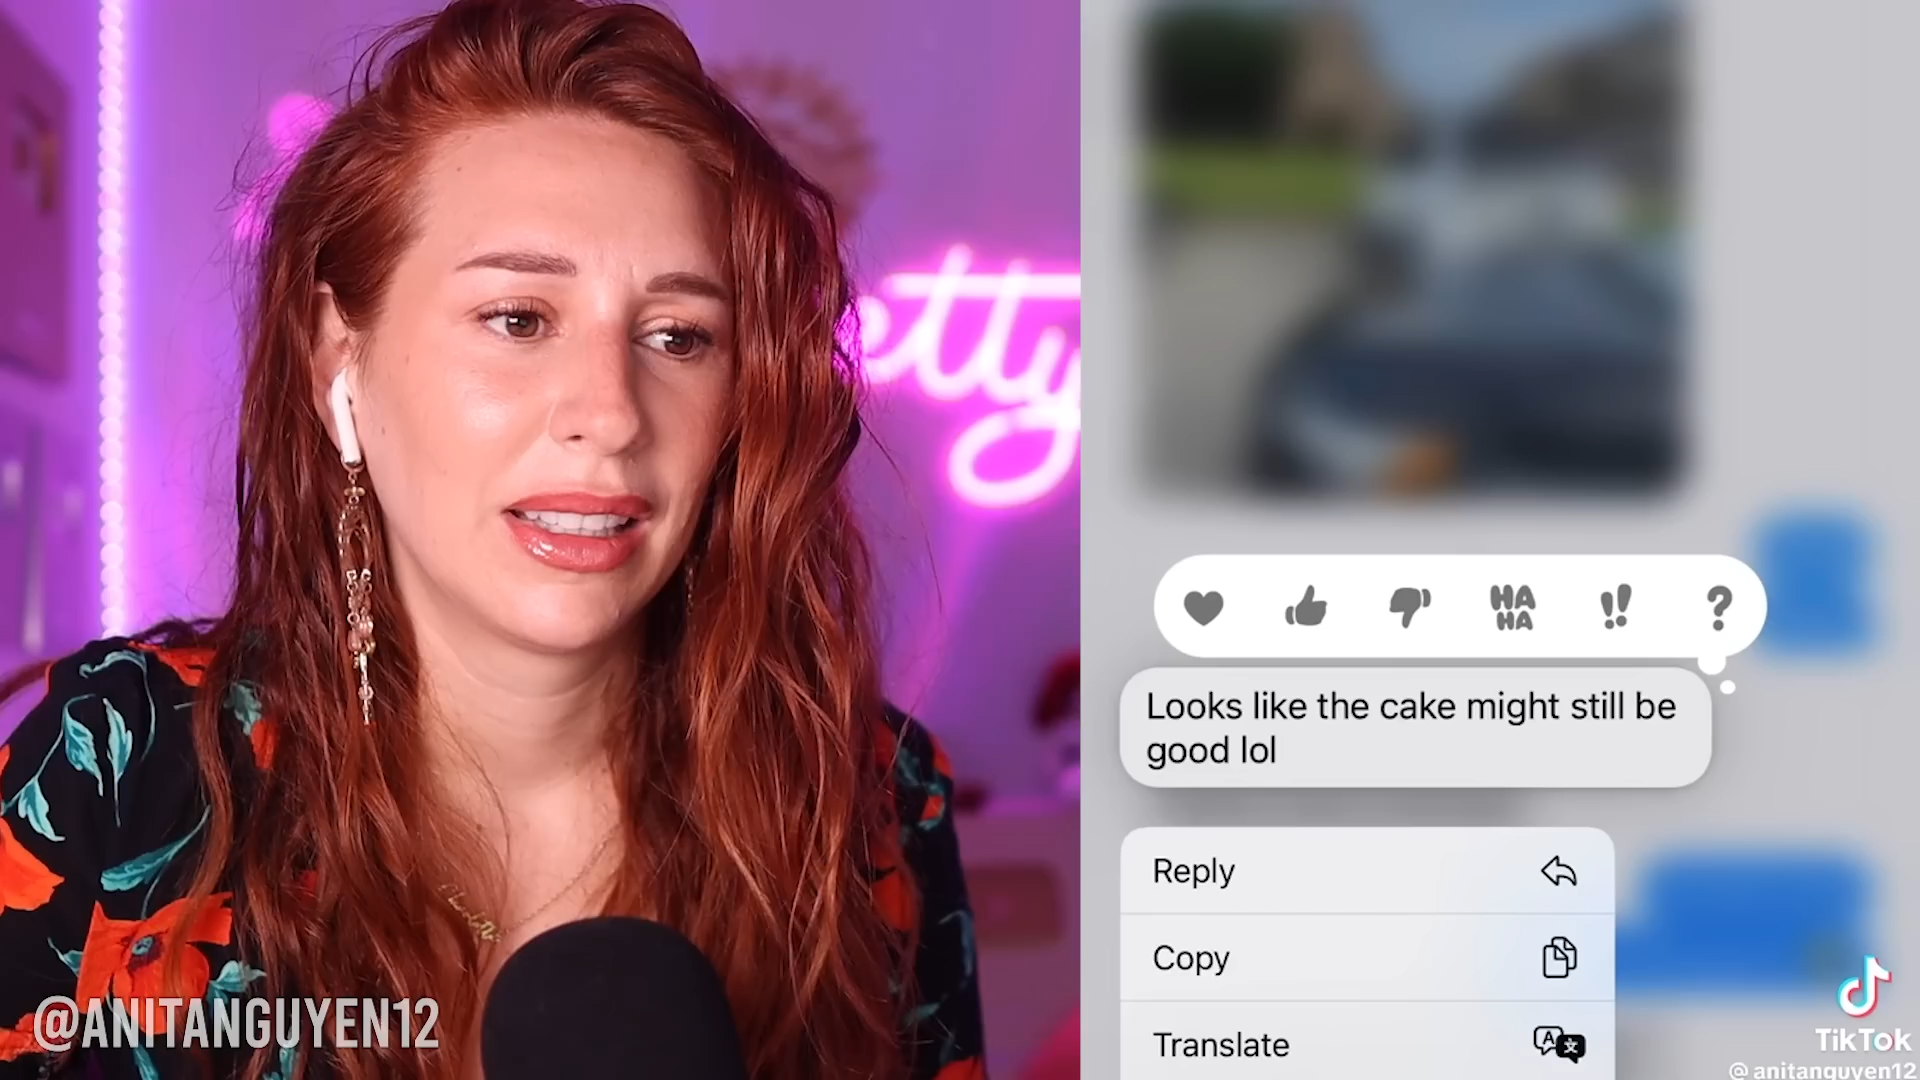 etty
HA
HA
!!
?
Looks like the cake might still be
good lol
Reply
Copy
Translate
@ANITANGUYEN12
TikTok
@anitanguyen12